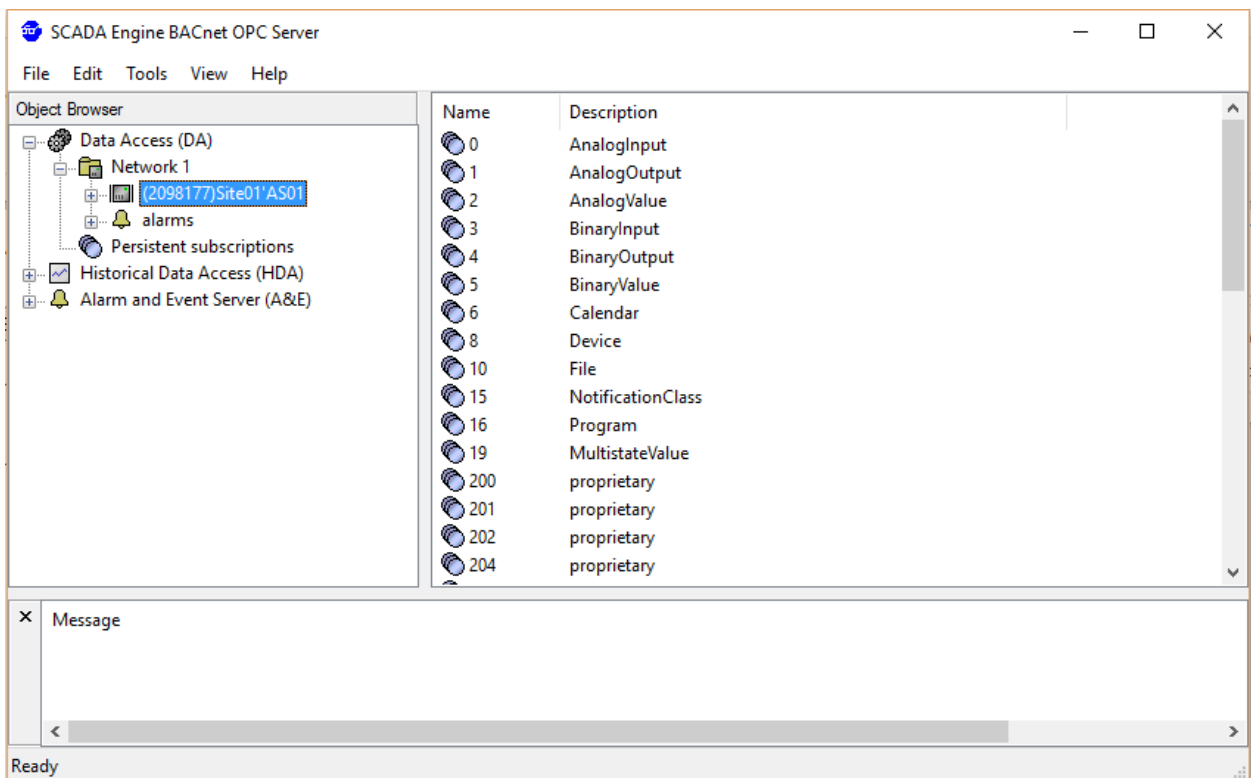 SCADA Engine BACnet OPC Server
File Edit Tools View Help
Object Browser
Data Access (DA)
Network 1
(2098177)Site01'AS01
alarms
Persistent subscriptions
Historical Data Access (HDA)
Alarm and Event Server (A&E)
Name Description
0 AnalogInput
1 AnalogOutput
2 AnalogValue
3 BinaryInput
4 BinaryOutput
5 BinaryValue
6 Calendar
8 Device
10 File
15 NotificationClass
16 Program
19 MultistateValue
200 proprietary
201 proprietary
202 proprietary
204 proprietary
Message
Ready